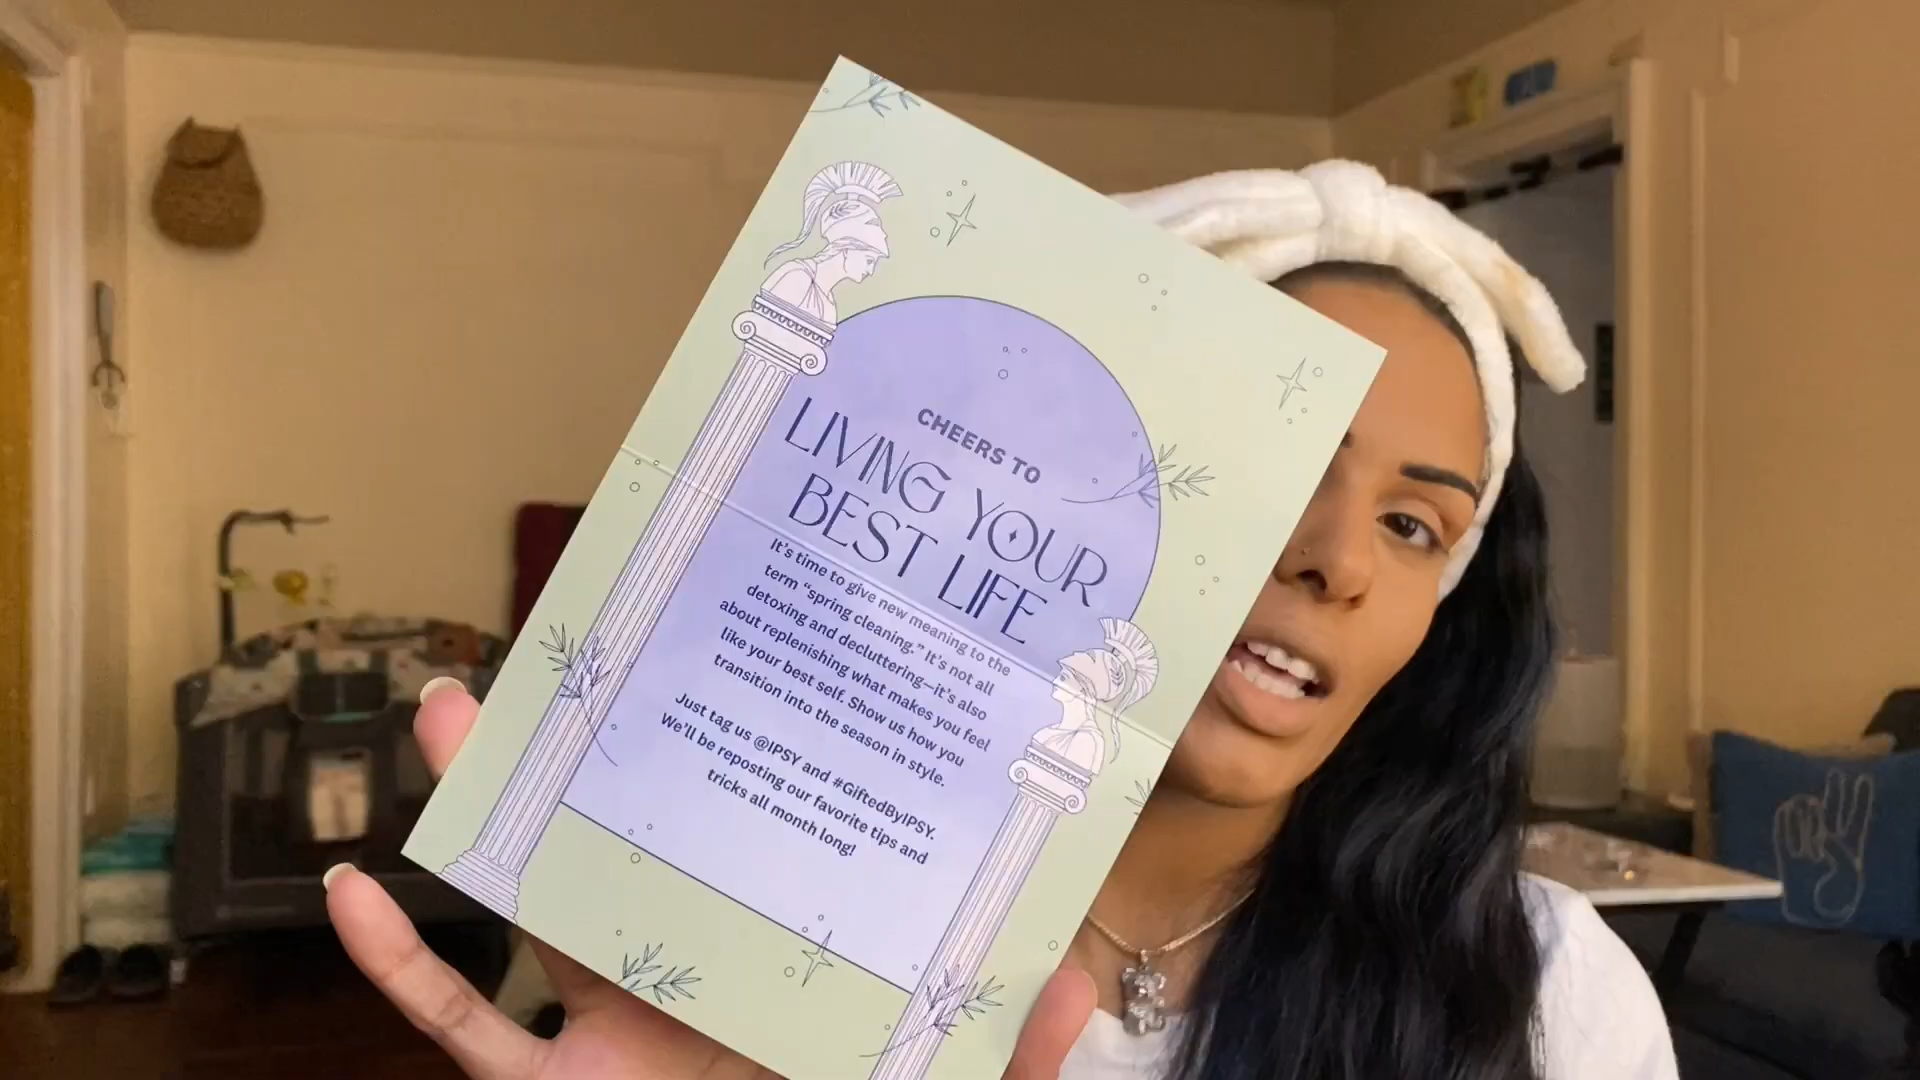 CHEERS TO
LIVING YOUR
BEST LIFE
It's time to give new meaning to the
term “spring cleaning.” It's not all
detoxing and decluttering—it's also
about replenishing what makes you feel
like your best self. Show us how you
transition into the season in style.
Just tag us @IPSY and #GiftedByIPSY.
We'll be reposting our favorite tips and
tricks all month long!